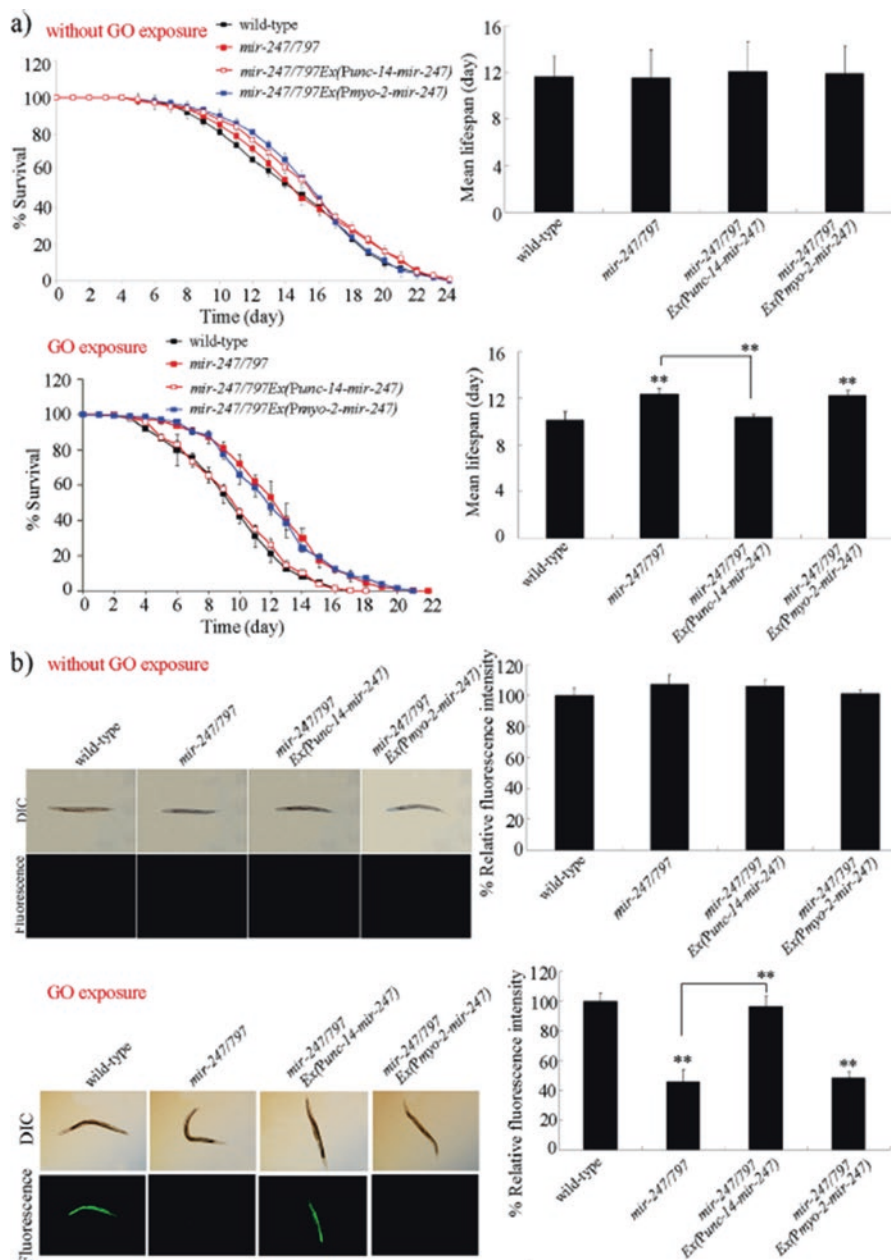 a)
without GO exposure
wild-type
mir-247/797
mir-247/797Ex(Punc-14-mir-247)
mir-247/797Ex(Pmyo-2-mir-247)
120
100
80
60
40
20
0
% Survival
0 2 4 6 8 10 12 14 16 18 20 22 24
Time (day)
16
12
8
4
0
Mean lifespan (day)
wild-type
mir-247/797
mir-247/797
Ex(Punc-14-mir-247)
mir-247/797
Ex(Pmyo-2-mir-247)
GO exposure
wild-type
mir-247/797
mir-247/797Ex(Punc-14-mir-247)
mir-247/797Ex(Pmyo-2-mir-247)
120
100
80
60
40
20
0
% Survival
0 2 4 6 8 10 12 14 16 18 20 22
Time (day)
16
12
8
4
0
Mean lifespan (day)
**
**
**
wild-type
mir-247/797
mir-247/797
Ex(Punc-14-mir-247)
mir-247/797
Ex(Pmyo-2-mir-247)
b)
without GO exposure
wild-type
mir-247/797
mir-247/797
Ex(Punc-14-mir-247)
mir-247/797
Ex(Pmyo-2-mir-247)
DIC
Fluorescence
120
100
80
60
40
20
0
% Relative fluorescence intensity
wild-type
mir-247/797
mir-247/797
Ex(Punc-14-mir-247)
mir-247/797
Ex(Pmyo-2-mir-247)
GO exposure
wild-type
mir-247/797
mir-247/797
Ex(Punc-14-mir-247)
mir-247/797
Ex(Pmyo-2-mir-247)
DIC
Fluorescence
120
100
80
60
40
20
0
% Relative fluorescence intensity
**
**
**
wild-type
mir-247/797
mir-247/797
Ex(Punc-14-mir-247)
mir-247/797
Ex(Pmyo-2-mir-247)